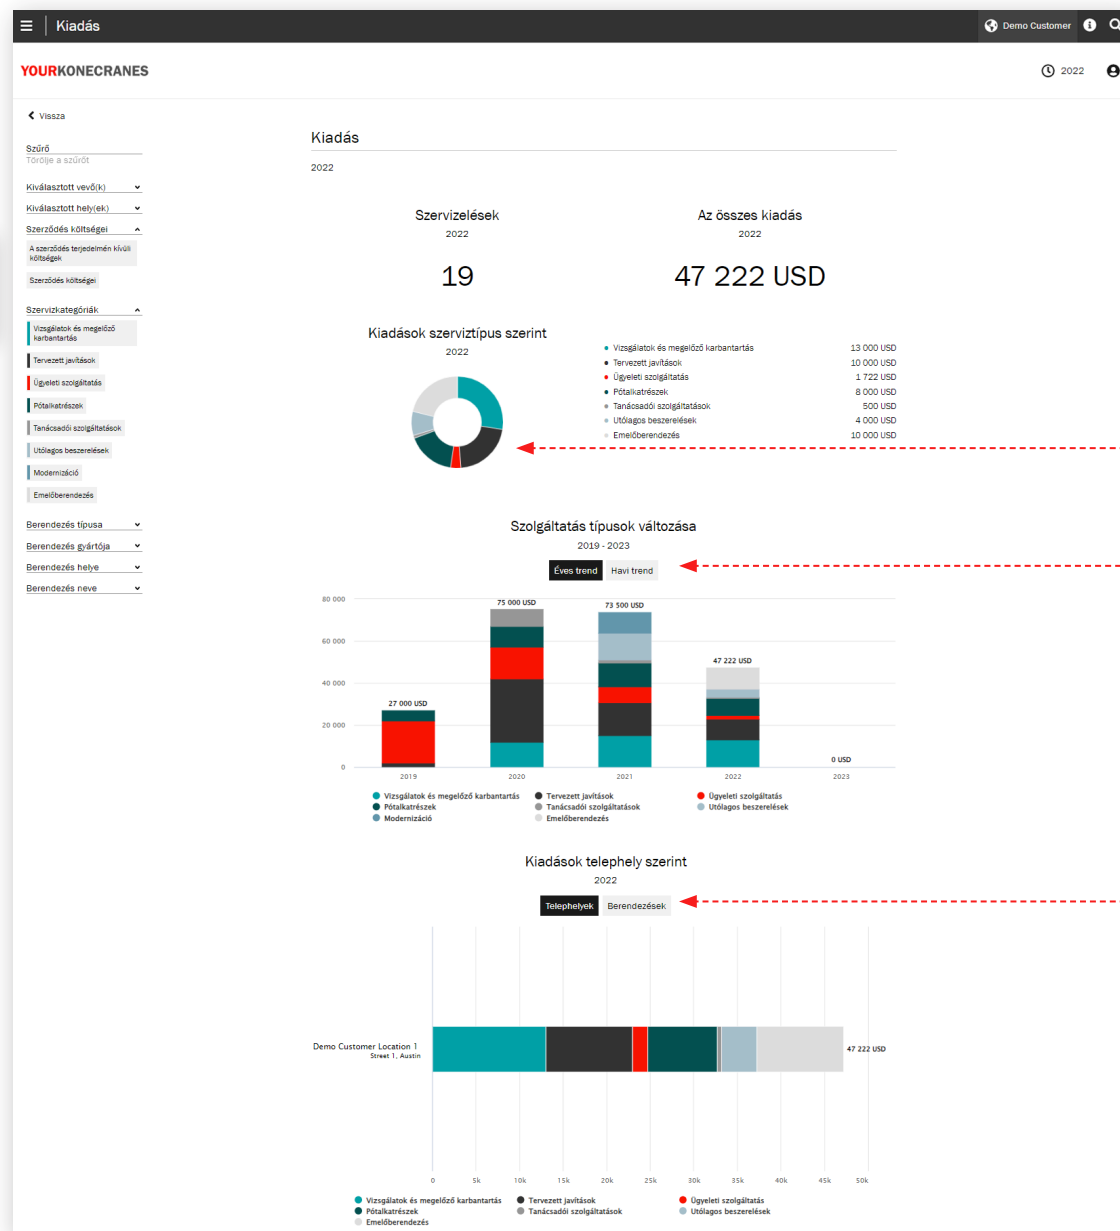 Kiadás
Demo Customer
YOURKONECRANES
2022
Vissza
Szűrő
Törölje a szűrőt
Kiválasztott vevő(k)
Kiválasztott hely(ek)
Szerződés költségei
A szerződés terjedelmén kívüli
költségek
Szerződés költségei
Szervizkategóriák
Vizsgálatok és megelőző
karbantartás
Tervezett javítások
Ügyeleti szolgáltatás
Pótalkatrészek
Tanácsadói szolgáltatások
Utólagos beszerelések
Modernizáció
Emelőberendezés
Berendezés típusa
Berendezés gyártója
Berendezés helye
Berendezés neve
Kiadás
2022
Szervizelések
2022
19
Az összes kiadás
2022
47 222 USD
Kiadások szerviztípus szerint
2022
Vizsgálatok és megelőző karbantartás 13 000 USD
Tervezett javítások 10 000 USD
Ügyeleti szolgáltatás 1 722 USD
Pótalkatrészek 8 000 USD
Tanácsadói szolgáltatások 500 USD
Utólagos beszerelések 4 000 USD
Emelőberendezés 10 000 USD
Szolgáltatás típusok változása
2019 - 2023
Éves trend Havi trend
80 000
60 000
40 000
20 000
0
27 000 USD
75 000 USD
73 500 USD
47 222 USD
0 USD
2019 2020 2021 2022 2023
Vizsgálatok és megelőző karbantartás Tervezett javítások Ügyeleti szolgáltatás
Pótalkatrészek Tanácsadói szolgáltatások Utólagos beszerelések
Modernizáció Emelőberendezés
Kiadások telephely szerint
2022
Telephelyek Berendezések
Demo Customer Location 1
Street 1, Austin
47 222 USD
0 5k 10k 15k 20k 25k 30k 35k 40k 45k 50k
Vizsgálatok és megelőző karbantartás Tervezett javítások Ügyeleti szolgáltatás
Pótalkatrészek Tanácsadói szolgáltatások Utólagos beszerelések
Emelőberendezés